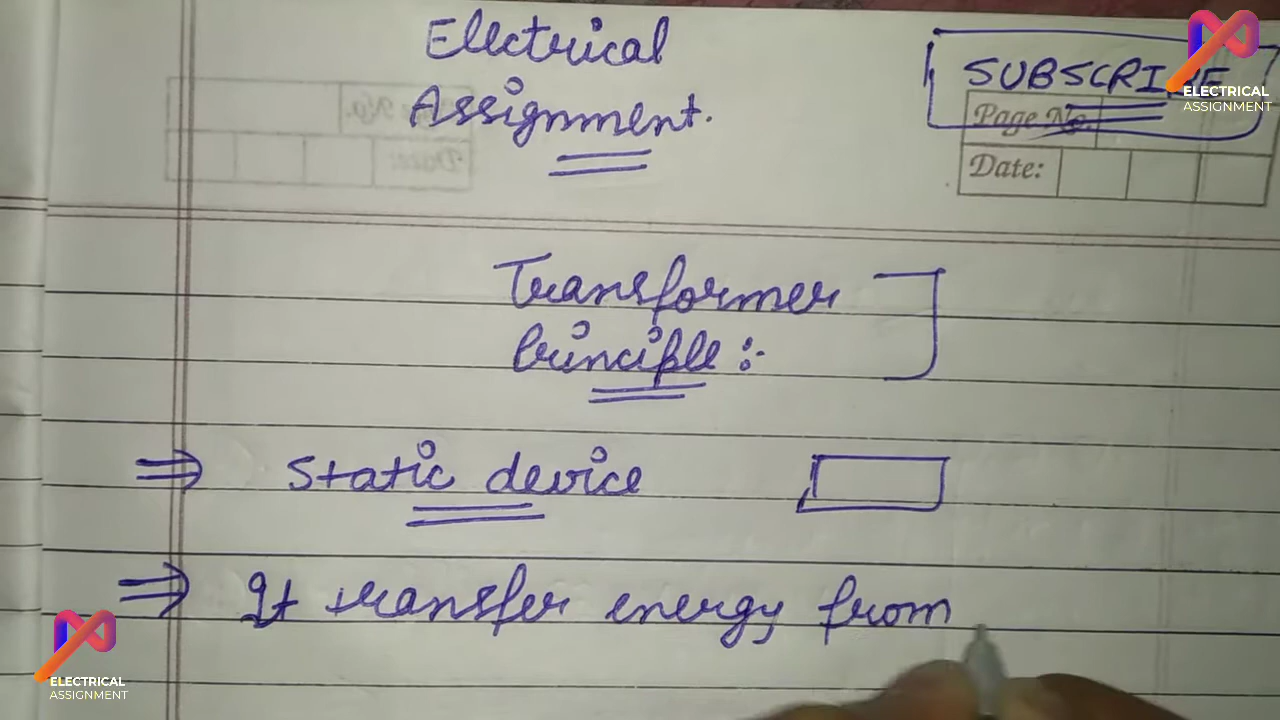 Electrical
Assignment.
SUBSCRIBE
ELECTRICAL
ASSIGNMENT
Page No.
Date:
Transformer
Principle :-
⇒ Static device
⇒ It transfer energy from
ELECTRICAL
ASSIGNMENT